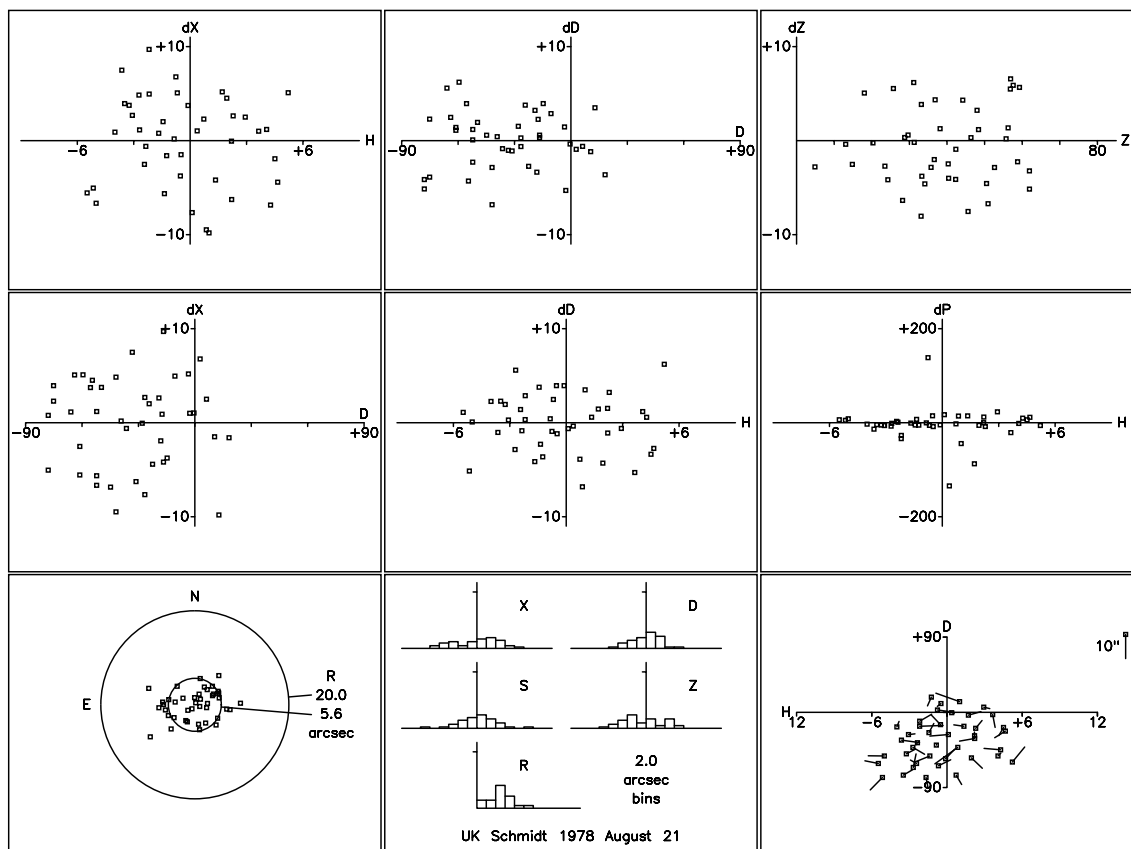 dX
+10
H
-6
+6
-10
dD
+10
D
-90
+90
-10
dZ
+10
Z
80
-10
dX
+10
D
-90
+90
-10
dD
+10
H
-6
+6
-10
dP
+200
H
-6
+6
-200
N
E
R
20.0
5.6
arcsec
X
D
S
Z
R
2.0
arcsec
bins
UK Schmidt 1978 August 21
D
+90
10"
H
12
-6
+6
12
-90